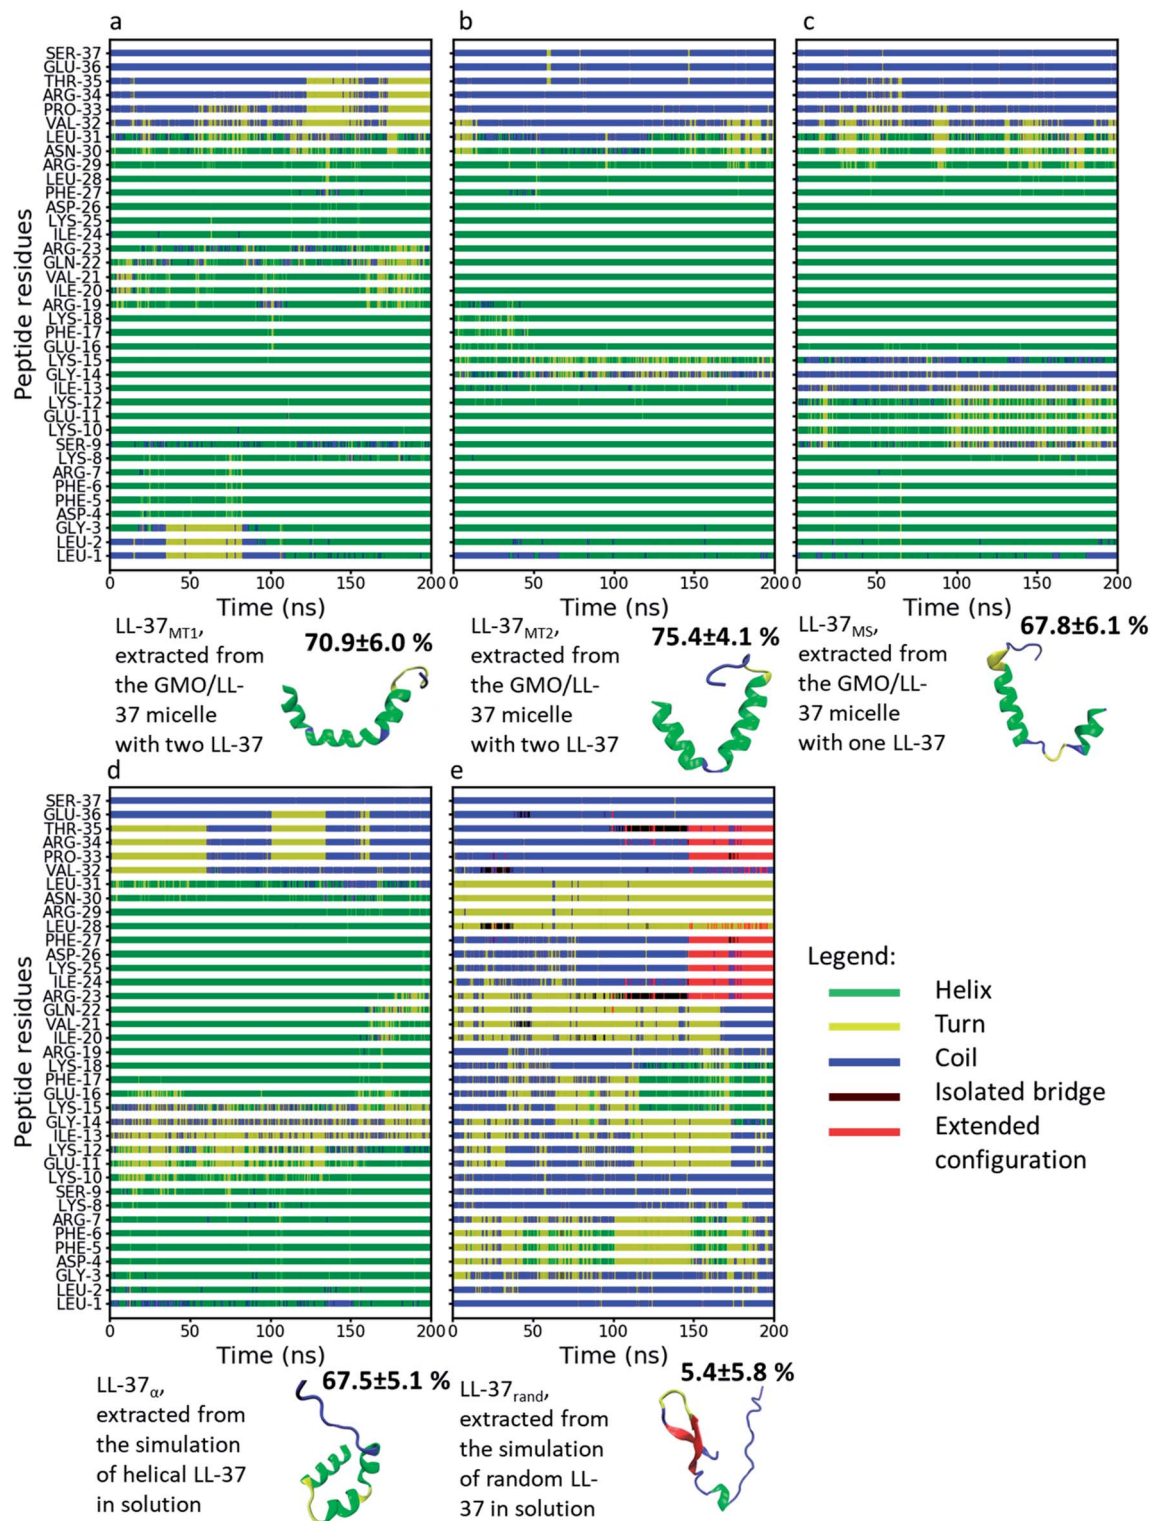 a
b
c
Peptide residues
SER-37
GLU-36
THR-35
ARG-34
PRO-33
VAL-32
LEU-31
ASN-30
ARG-29
LEU-28
PHE-27
ASP-26
LYS-25
ILE-24
ARG-23
GLN-22
VAL-21
ILE-20
ARG-19
LYS-18
PHE-17
GLU-16
LYS-15
GLY-14
ILE-13
LYS-12
GLU-11
LYS-10
SER-9
LYS-8
ARG-7
PHE-6
PHE-5
ASP-4
GLY-3
LEU-2
LEU-1
0 50 100 150 200
0 50 100 150 200
0 50 100 150 200
Time (ns)
Time (ns)
Time (ns)
LL-37MT1,
extracted from
the GMO/LL-
37 micelle
with two LL-37
70.9±6.0 %
LL-37MT2,
extracted from
the GMO/LL-
37 micelle
with two LL-37
75.4±4.1 %
LL-37MS,
extracted from
the GMO/LL-
37 micelle
with one LL-37
67.8±6.1 %
d
e
Peptide residues
SER-37
GLU-36
THR-35
ARG-34
PRO-33
VAL-32
LEU-31
ASN-30
ARG-29
LEU-28
PHE-27
ASP-26
LYS-25
ILE-24
ARG-23
GLN-22
VAL-21
ILE-20
ARG-19
LYS-18
PHE-17
GLU-16
LYS-15
GLY-14
ILE-13
LYS-12
GLU-11
LYS-10
SER-9
LYS-8
ARG-7
PHE-6
PHE-5
ASP-4
GLY-3
LEU-2
LEU-1
0 50 100 150 200
0 50 100 150 200
Time (ns)
Time (ns)
Legend:
Helix
Turn
Coil
Isolated bridge
Extended
configuration
LL-37α,
extracted from
the simulation
of helical LL-37
in solution
67.5±5.1 %
LL-37rand,
extracted from
the simulation
of random LL-
37 in solution
5.4±5.8 %